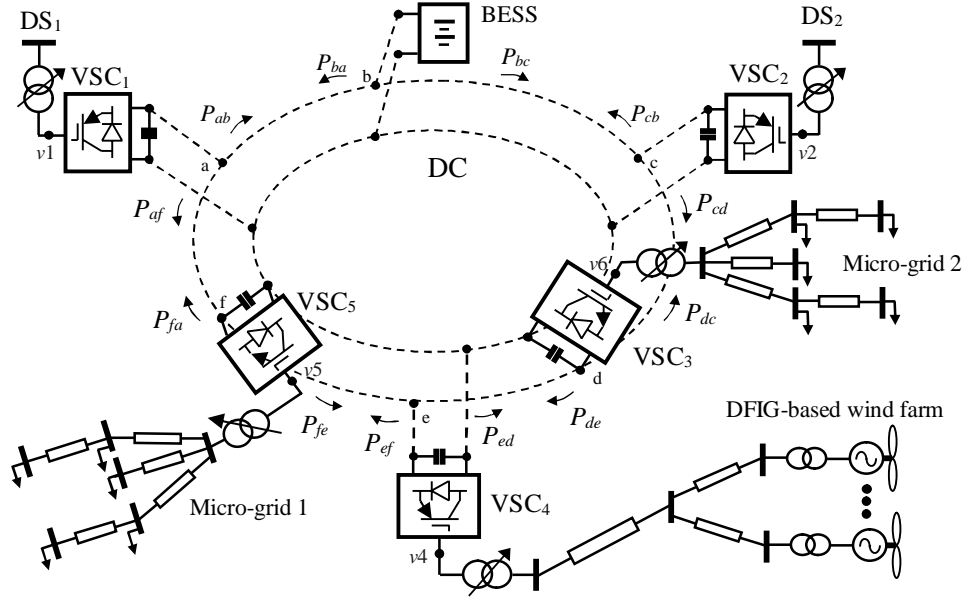 DS1
BESS
DS2
VSC1
Pba
b
Pbc
VSC2
Pab
Pcb
v1
a
DC
c
v2
Paf
Pcd
v6
Micro-grid 2
f
VSC5
Pfa
Pdc
VSC3
v5
d
Pfe
e
Pde
DFIG-based wind farm
Pef
Ped
Micro-grid 1
VSC4
v4